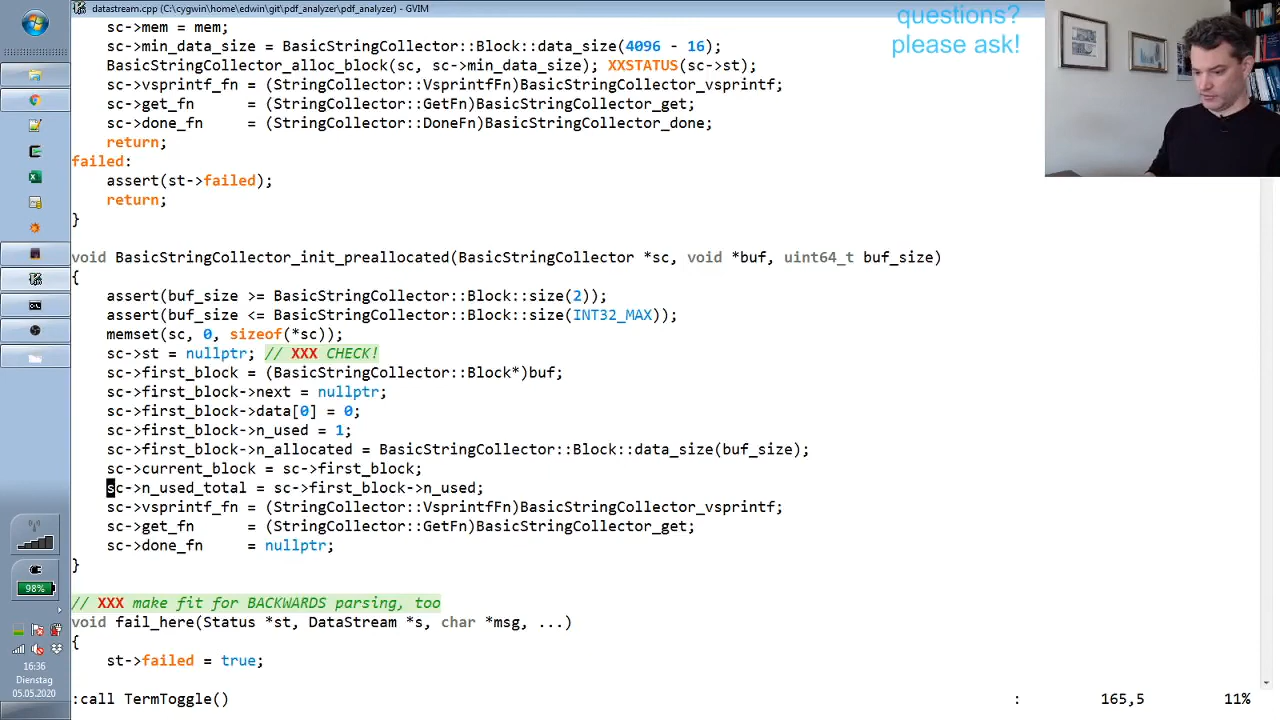 datastream.cpp (C:\cygwin\home\edwin\git\pdf_analyzer\pdf_analyzer) - GVIM
questions?
please ask!
sc->mem = mem;
sc->min_data_size = BasicStringCollector::Block::data_size(4096 - 16);
BasicStringCollector_alloc_block(sc, sc->min_data_size); XXSTATUS(sc->st);
sc->vsprintf_fn = (StringCollector::VsprintfFn)BasicStringCollector_vsprintf;
sc->get_fn      = (StringCollector::GetFn)BasicStringCollector_get;
sc->done_fn     = (StringCollector::DoneFn)BasicStringCollector_done;
return;
failed:
assert(st->failed);
return;
}
void BasicStringCollector_init_preallocated(BasicStringCollector *sc, void *buf, uint64_t buf_size)
{
assert(buf_size >= BasicStringCollector::Block::size(2));
assert(buf_size <= BasicStringCollector::Block::size(INT32_MAX));
memset(sc, 0, sizeof(*sc));
sc->st = nullptr; // XXX CHECK!
sc->first_block = (BasicStringCollector::Block*)buf;
sc->first_block->next = nullptr;
sc->first_block->data[0] = 0;
sc->first_block->n_used = 1;
sc->first_block->n_allocated = BasicStringCollector::Block::data_size(buf_size);
sc->current_block = sc->first_block;
sc->n_used_total = sc->first_block->n_used;
sc->vsprintf_fn = (StringCollector::VsprintfFn)BasicStringCollector_vsprintf;
sc->get_fn      = (StringCollector::GetFn)BasicStringCollector_get;
sc->done_fn     = nullptr;
}
// XXX make fit for BACKWARDS parsing, too
void fail_here(Status *st, DataStream *s, char *msg, ...)
{
st->failed = true;
:call TermToggle()
:
165,5
11%
98%
16:36
Dienstag
05.05.2020